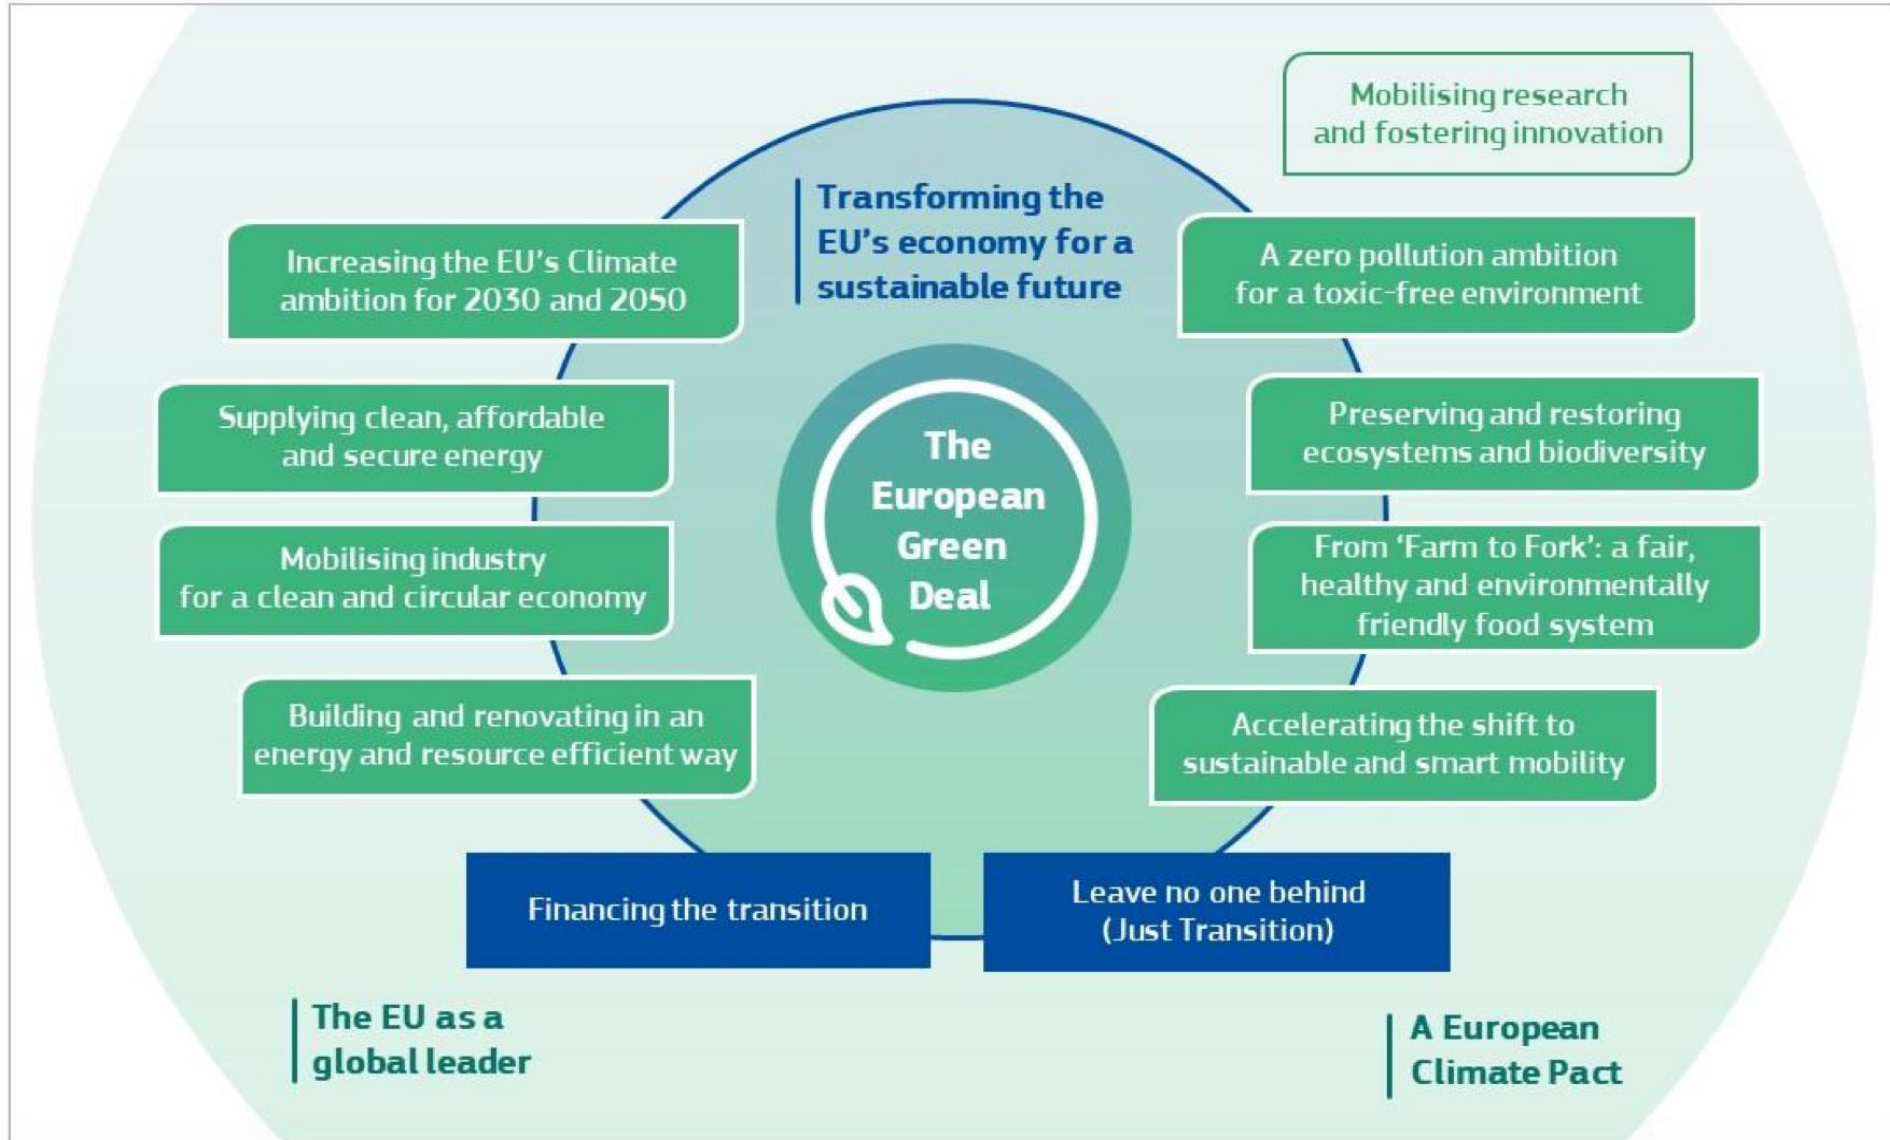 Mobilising research
and fostering innovation
Transforming the
EU's economy for a
sustainable future
Increasing the EU's Climate
ambition for 2030 and 2050
Supplying clean, affordable
and secure energy
Mobilising industry
for a clean and circular economy
Building and renovating in an
energy and resource efficient way
The
European
Green
Deal
A zero pollution ambition
for a toxic-free environment
Preserving and restoring
ecosystems and biodiversity
From ‘Farm to Fork’: a fair,
healthy and environmentally
friendly food system
Accelerating the shift to
sustainable and smart mobility
Financing the transition
Leave no one behind
(Just Transition)
The EU as a
global leader
A European
Climate Pact